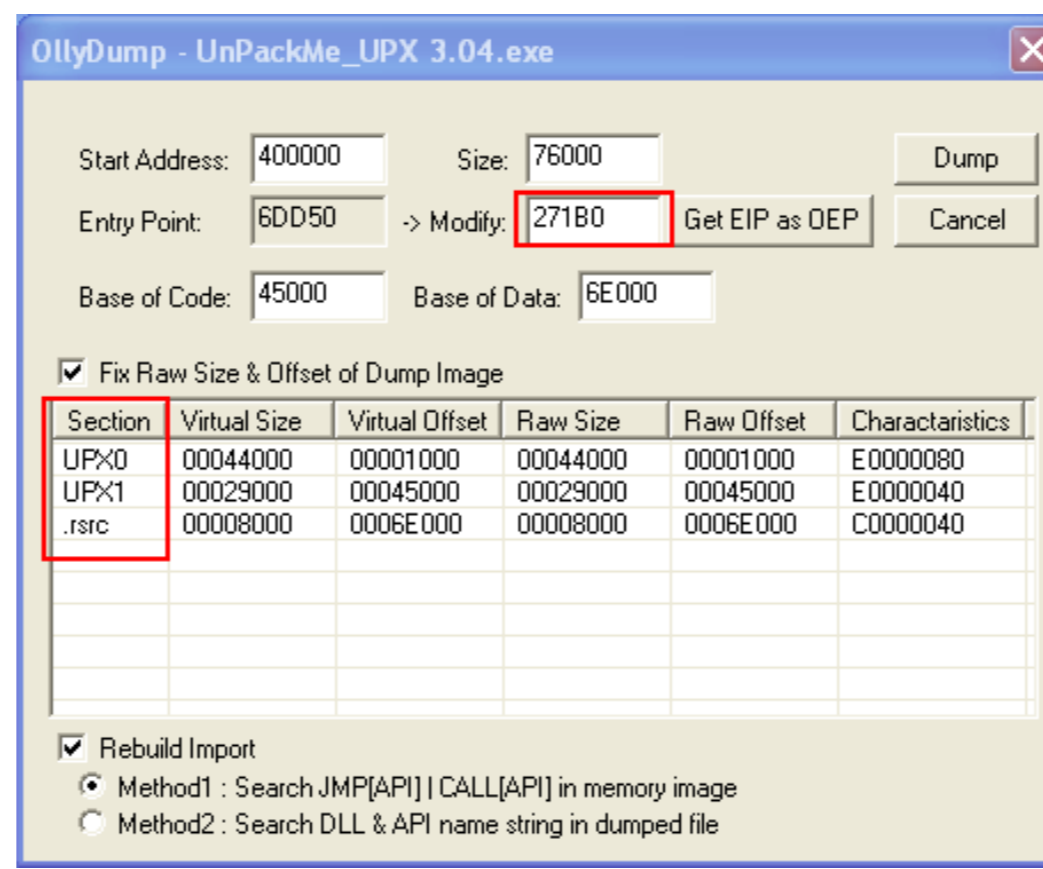 OllyDump - UnPackMe_UPX 3.04.exe
Start Address: 400000 Size: 76000 Dump
Entry Point: 6DD50 -> Modify: 271B0 Get EIP as OEP Cancel
Base of Code: 45000 Base of Data: 6E000
Fix Raw Size & Offset of Dump Image
Section Virtual Size Virtual Offset Raw Size Raw Offset Charactaristics
UPX0 00044000 00001000 00044000 00001000 E0000080
UPX1 00029000 00045000 00029000 00045000 E0000040
.rsrc 00008000 0006E000 00008000 0006E000 C0000040
Rebuild Import
Method1 : Search JMP[API] | CALL[API] in memory image
Method2 : Search DLL & API name string in dumped file